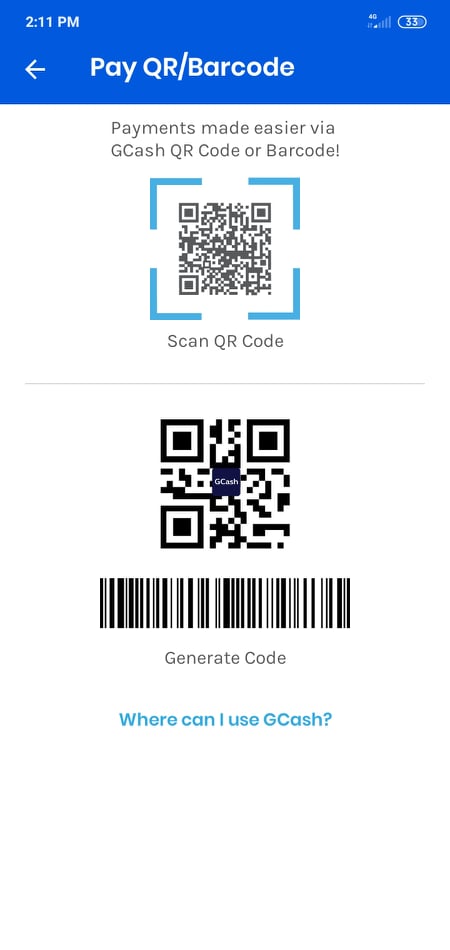 2:11 PM
4G
33
Pay QR/Barcode
Payments made easier via
GCash QR Code or Barcode!
Scan QR Code
GCash
Generate Code
Where can I use GCash?